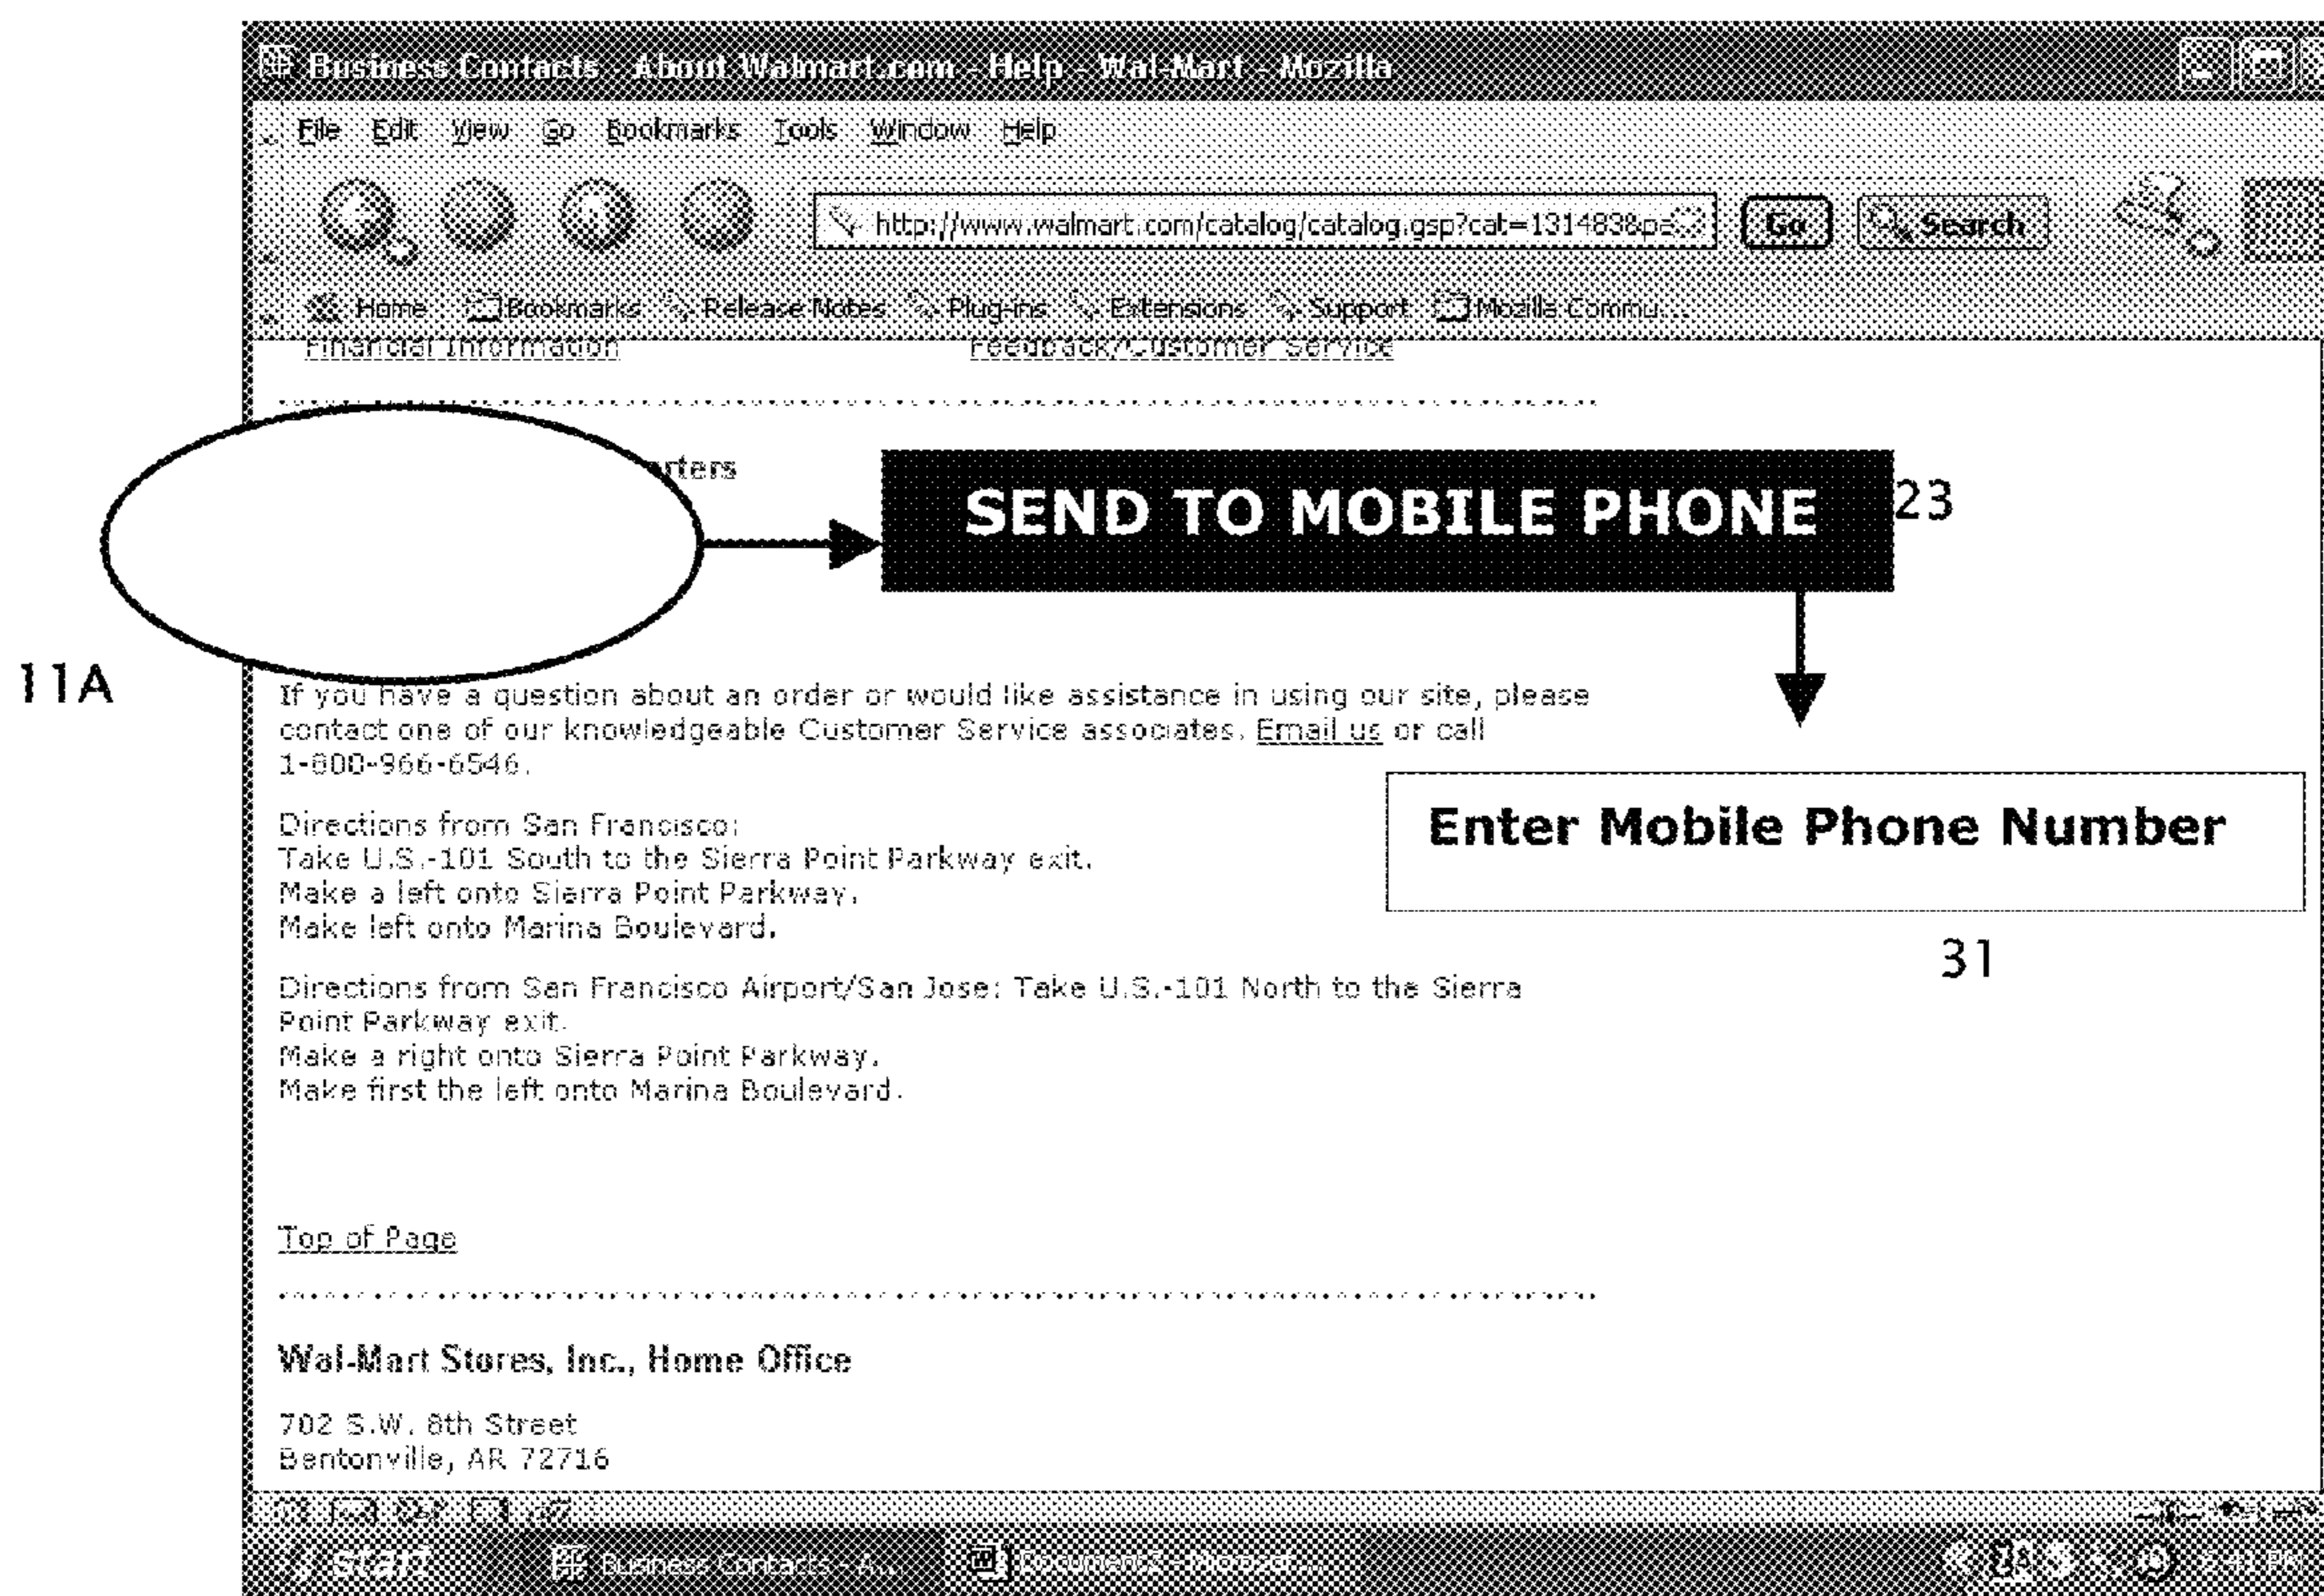 Business Contacts - About Walmart.com - Help - Wal-Mart - Mozilla
File Edit View Go Bookmarks Tools Window Help
http://www.walmart.com/catalog/catalog.gsp?cat=131483&pa Go Search
Home Bookmarks Release Notes Plug-ins Extensions Support Mozilla Commu...
Financial Information Feedback/Customer Service
rters
SEND TO MOBILE PHONE 23
11A
If you have a question about an order or would like assistance in using our site, please
contact one of our knowledgeable Customer Service associates. Email us or call
1-800-966-6546.
Enter Mobile Phone Number
31
Directions from San Francisco:
Take U.S.-101 South to the Sierra Point Parkway exit.
Make a left onto Sierra Point Parkway.
Make left onto Marina Boulevard.
Directions from San Francisco Airport/San Jose: Take U.S.-101 North to the Sierra
Point Parkway exit.
Make a right onto Sierra Point Parkway.
Make first the left onto Marina Boulevard.
Top of Page
Wal-Mart Stores, Inc., Home Office
702 S.W. 8th Street
Bentonville, AR 72716
start Business Contacts - A... Document2 - Microsof...